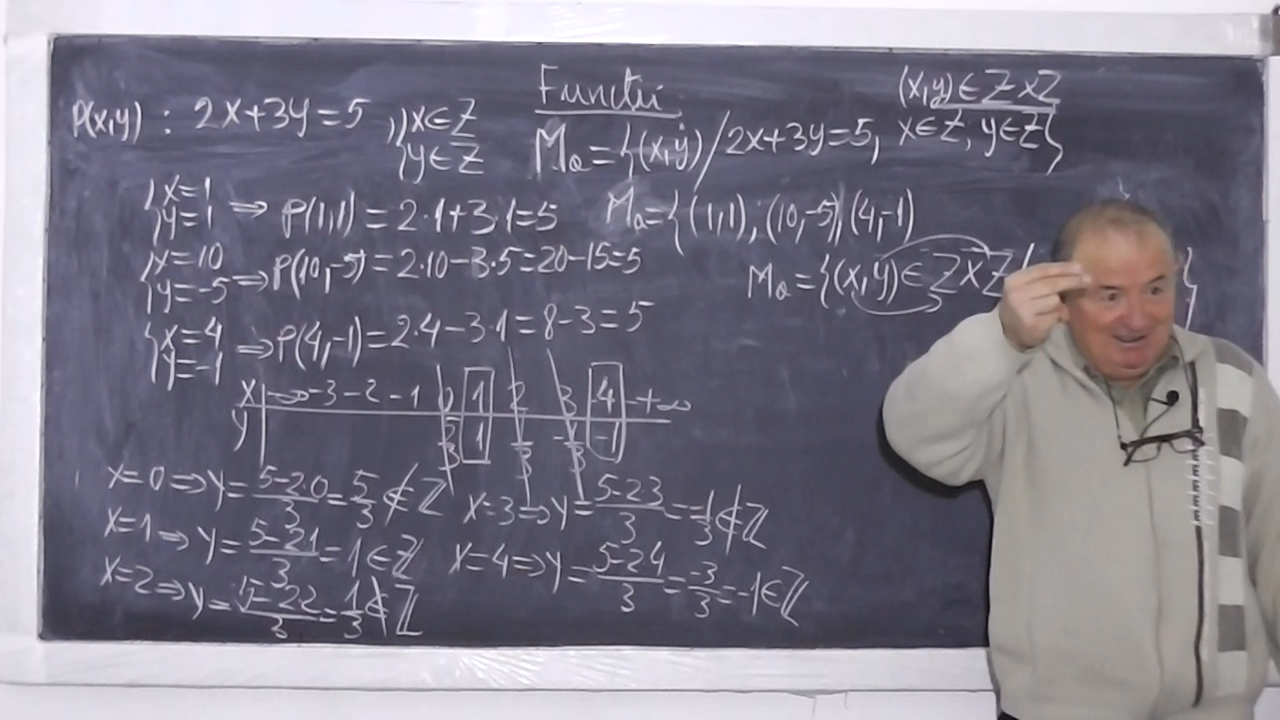 Functii
(x,y)∈ZxZ
P(x,y) : 2x+3y=5 , {x∈Z
{y∈Z
Ma={(x,y)/2x+3y=5, x∈Z, y∈Z}
{x=1
{y=1 ⇒ P(1,1)=2·1+3·1=5
Ma={(1,1),(10,-5),(4,-1)
{x=10
{y=-5 ⇒P(10,-5)=2·10-3·5=20-15=5
Ma={(x,y)∈ZxZ/ }
{x=4
{y=-1 ⇒P(4,-1)=2·4-3·1=8-3=5
x -∞ -3 -2 -1 0 1 2 3 4 +∞
y 5/3 1 1/3 -1/3 -1
x=0⇒y=5-2·0/3=5/3∉Z
x=3⇒y=5-2·3/3=-1/3∉Z
x=1⇒y=5-2·1/3=1∈Z
x=4⇒y=5-2·4/3=-3/3=-1∈Z
x=2⇒y=5-2·2/3=1/3∉Z